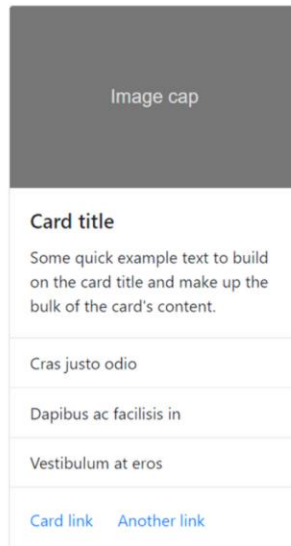 Image cap
Card title
Some quick example text to build
on the card title and make up the
bulk of the card's content.
Cras justo odio
Dapibus ac facilisis in
Vestibulum at eros
Card link Another link